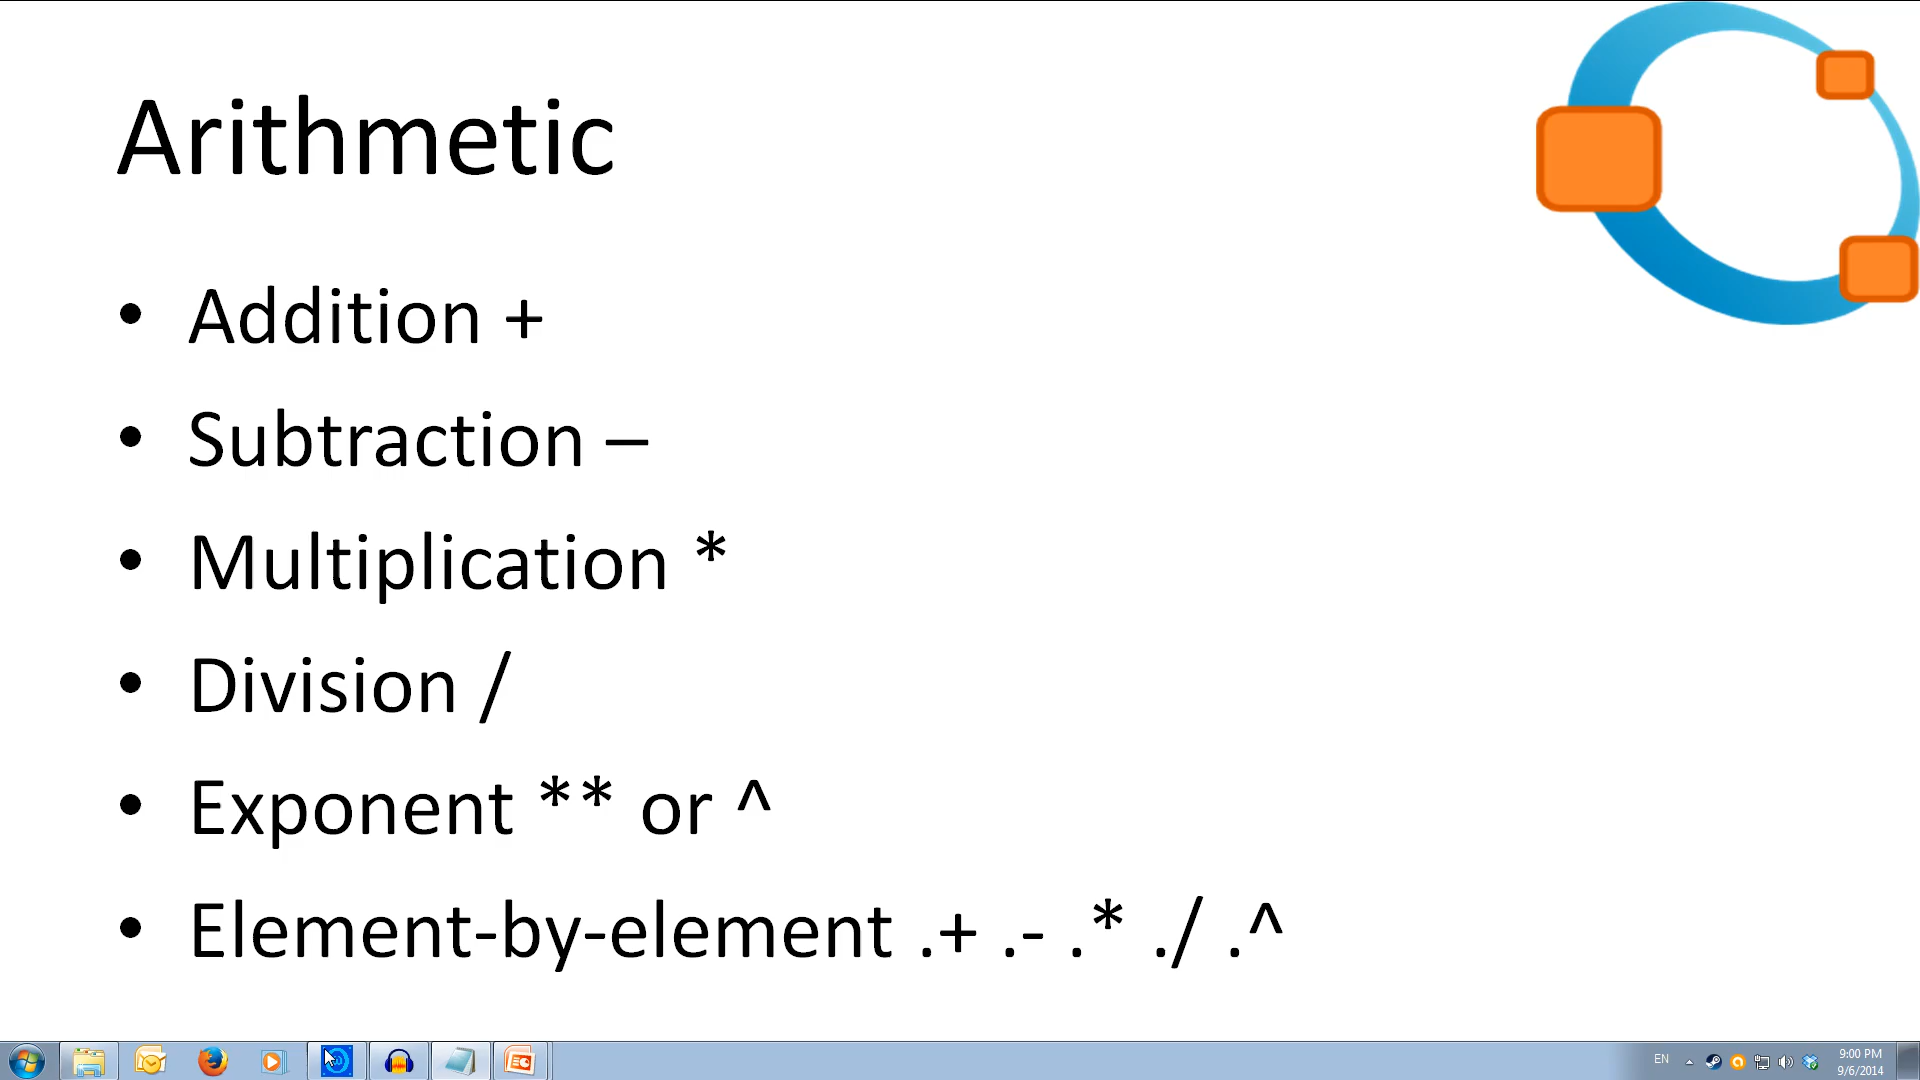 Arithmetic
• Addition +
• Subtraction –
• Multiplication *
• Division /
• Exponent ** or ^
• Element-by-element .+ .- .* ./ .^
EN
9:00 PM
9/6/2014